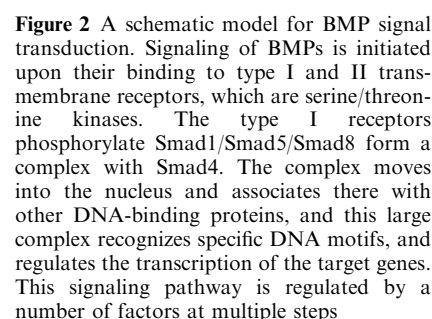 Figure 2 A schematic model for BMP signal
transduction. Signaling of BMPs is initiated
upon their binding to type I and II trans-
membrane receptors, which are serine/threon-
ine kinases. The type I receptors
phosphorylate Smad1/Smad5/Smad8 form a
complex with Smad4. The complex moves
into the nucleus and associates there with
other DNA-binding proteins, and this large
complex recognizes specific DNA motifs, and
regulates the transcription of the target genes.
This signaling pathway is regulated by a
number of factors at multiple steps